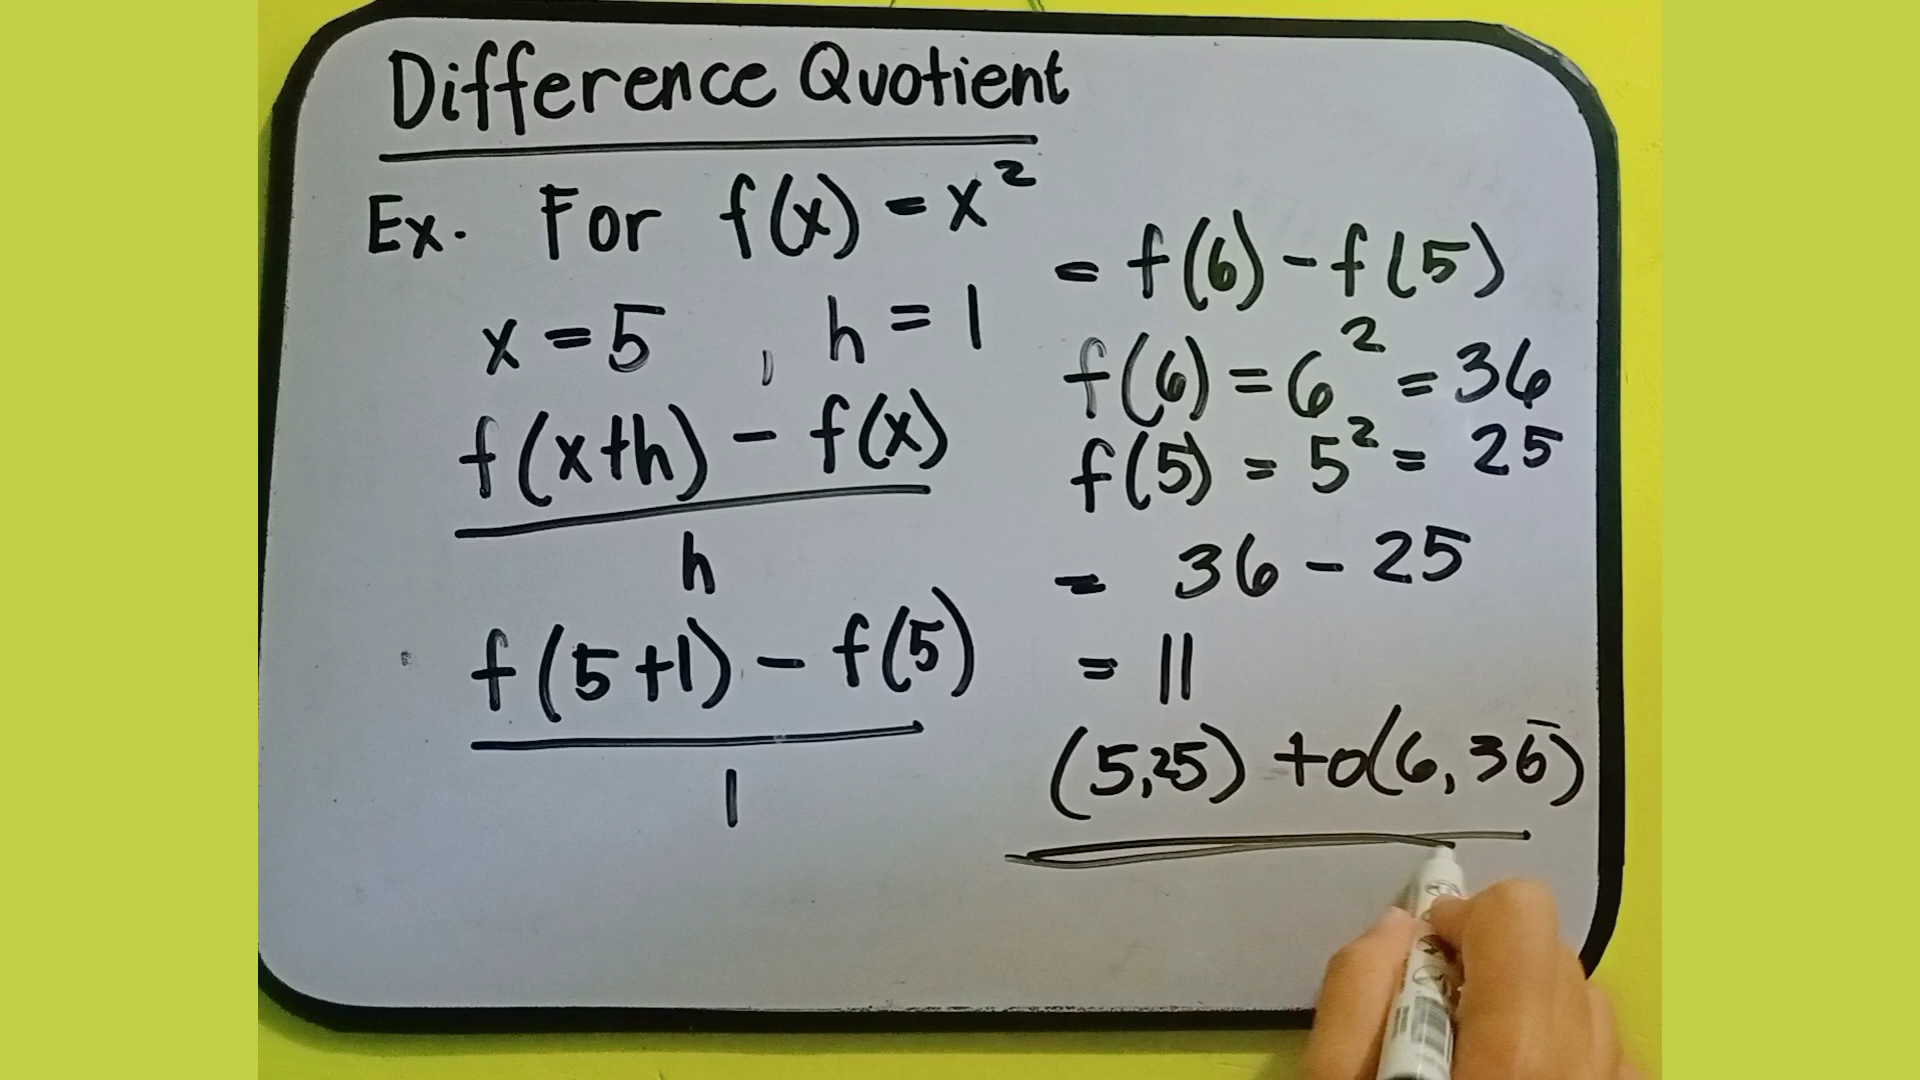 Difference Quotient
Ex. For f(x) = x²
x = 5 , h = 1
f(x+h) - f(x)
h
f(5+1) - f(5)
1
= f(6) - f(5)
f(6) = 6² = 36
f(5) = 5² = 25
= 36 - 25
= 11
(5,25) to (6,36)